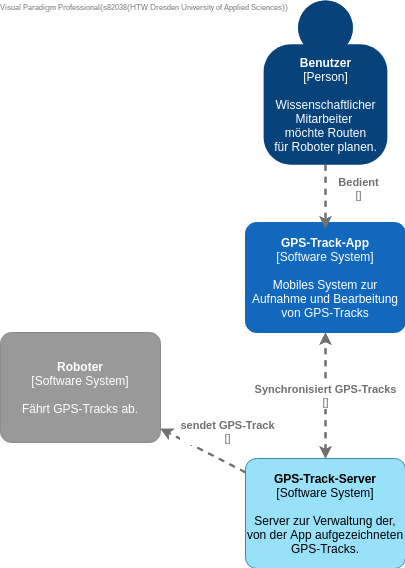 Visual Paradigm Professional(s82038(HTW Dresden University of Applied Sciences))
Benutzer
[Person]
Wissenschaftlicher
Mitarbeiter
möchte Routen
für Roboter planen.
Bedient
[]
GPS-Track-App
[Software System]
Mobiles System zur
Aufnahme und Bearbeitung
von GPS-Tracks
Roboter
[Software System]
Fährt GPS-Tracks ab.
Synchronisiert GPS-Tracks
[]
sendet GPS-Track
[]
GPS-Track-Server
[Software System]
Server zur Verwaltung der,
von der App aufgezeichneten
GPS-Tracks.